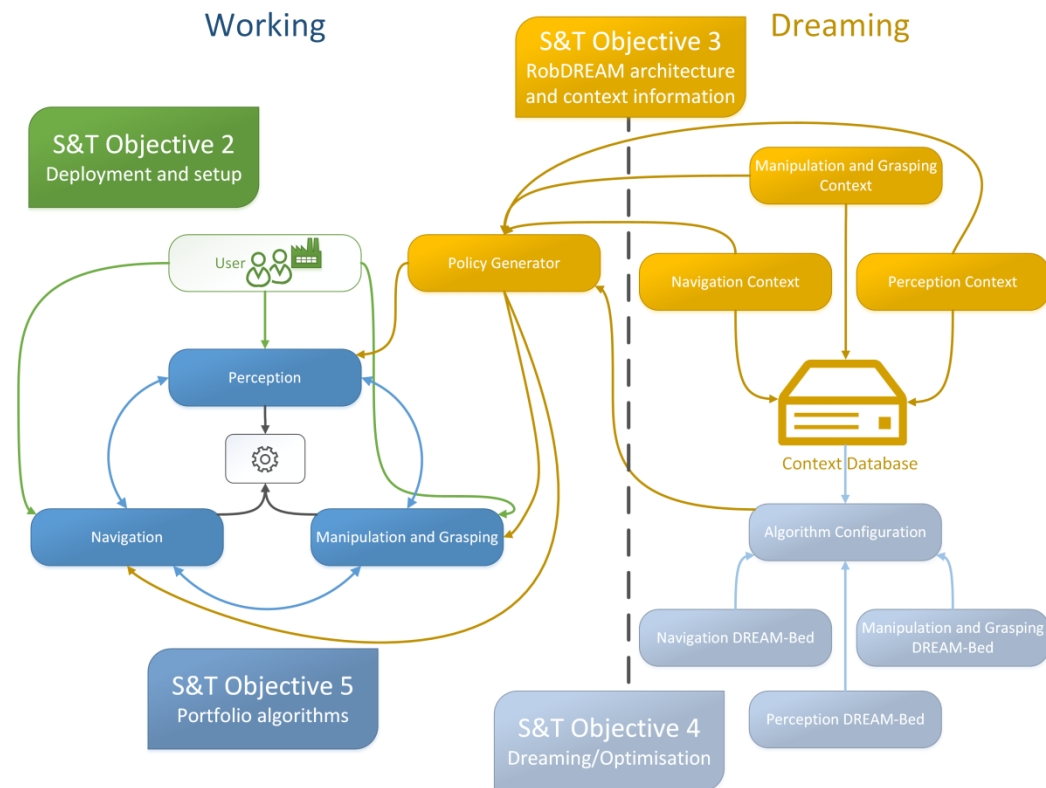 Working
Dreaming
S&T Objective 3
RobDREAM architecture
and context information
S&T Objective 2
Deployment and setup
Manipulation and Grasping
Context
User
Policy Generator
Navigation Context
Perception Context
Perception
Context Database
Navigation
Manipulation and Grasping
Algorithm Configuration
Navigation DREAM-Bed
Manipulation and Grasping
DREAM-Bed
S&T Objective 5
Portfolio algorithms
Perception DREAM-Bed
S&T Objective 4
Dreaming/Optimisation